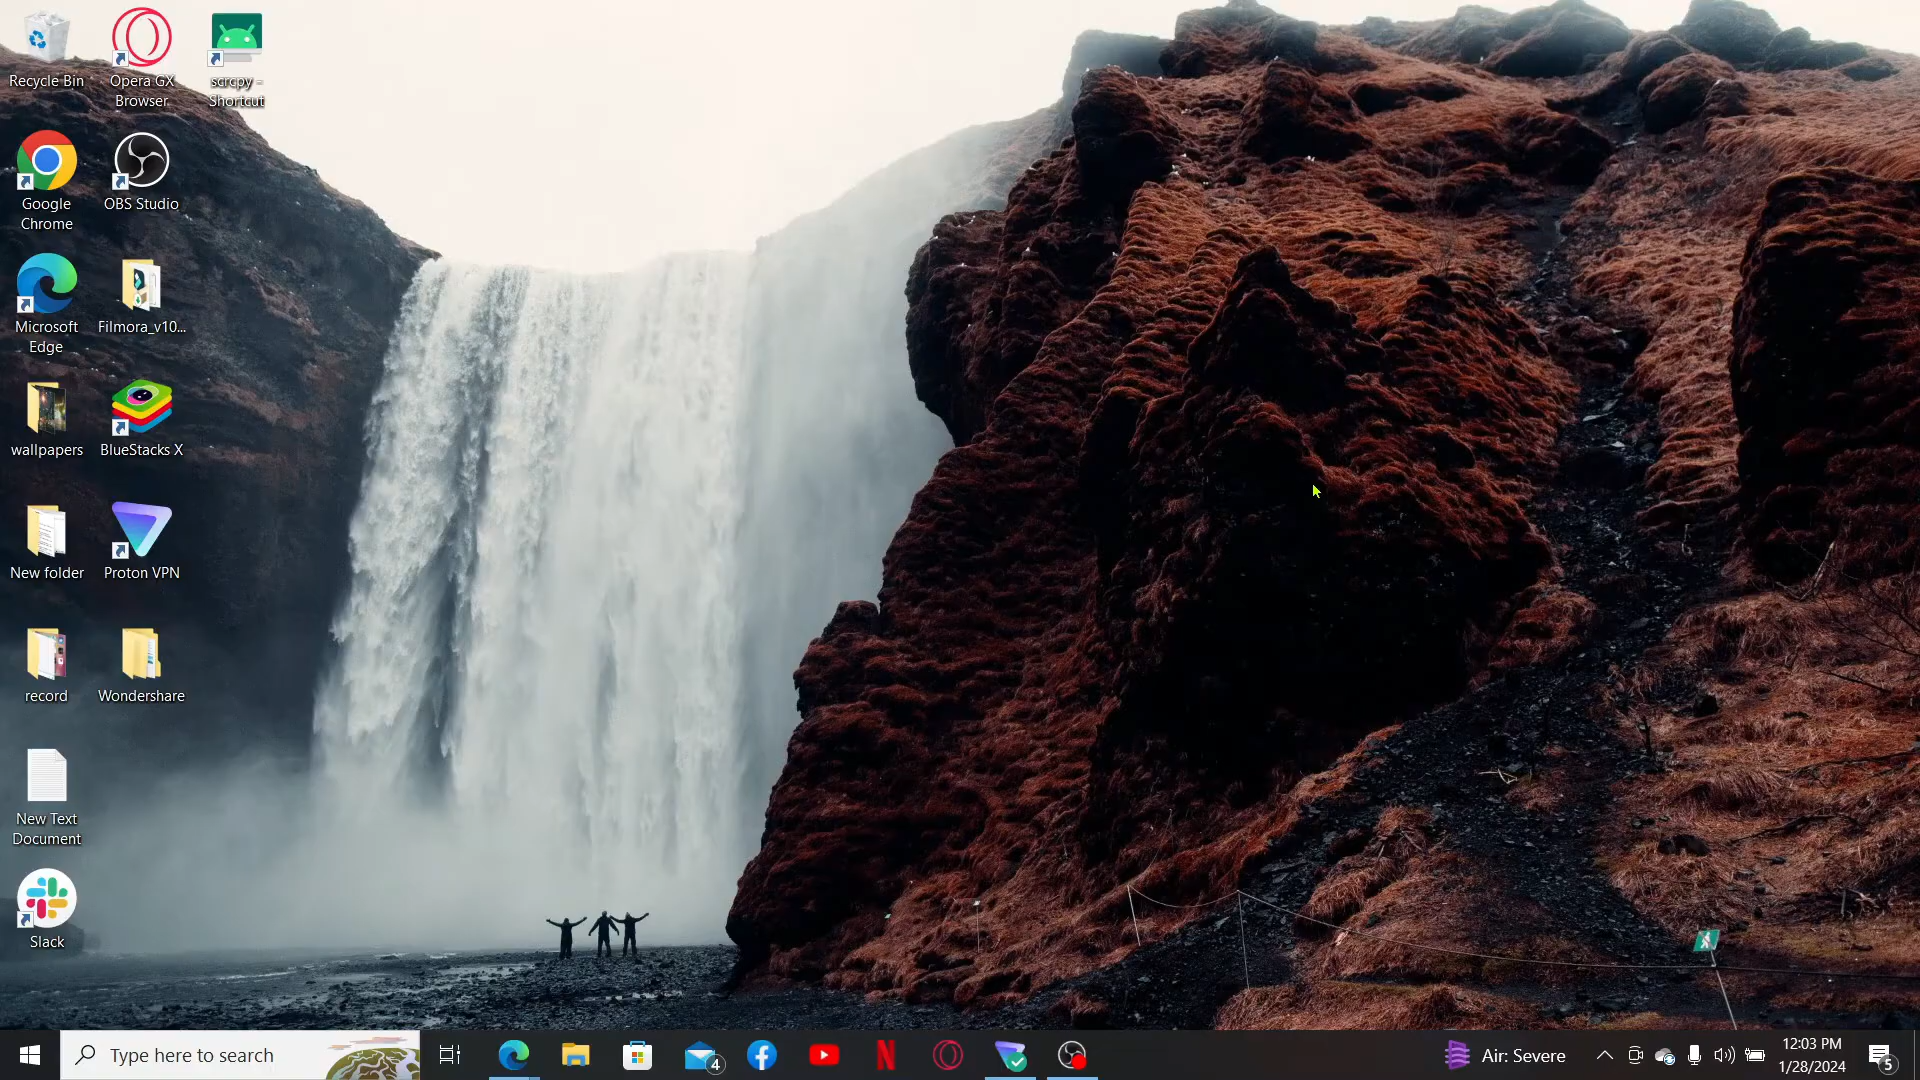 Recycle Bin
Opera GX
Browser
scrcpy -
Shortcut
Google
Chrome
OBS Studio
Microsoft
Edge
Filmora_v10...
wallpapers
BlueStacks X
New folder
Proton VPN
record
Wondershare
New Text
Document
Slack
Type here to search
4
Air: Severe
12:03 PM
1/28/2024
5